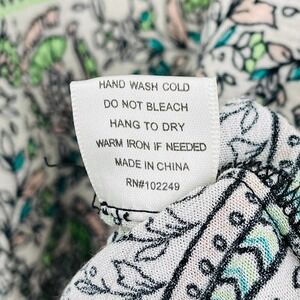 HAND WASH COLD
DO NOT BLEACH
HANG TO DRY
WARM IRON IF NEEDED
MADE IN CHINA
RN#102249